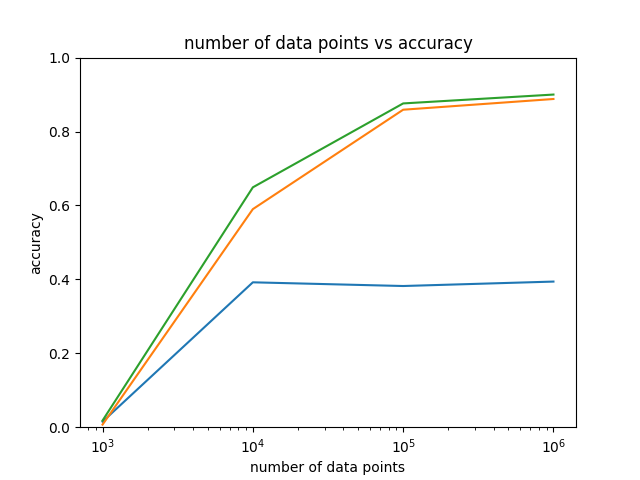 number of data points vs accuracy
1.0
0.8
0.6
0.4
0.2
0.0
accuracy
10³ 10⁴ 10⁵ 10⁶
number of data points